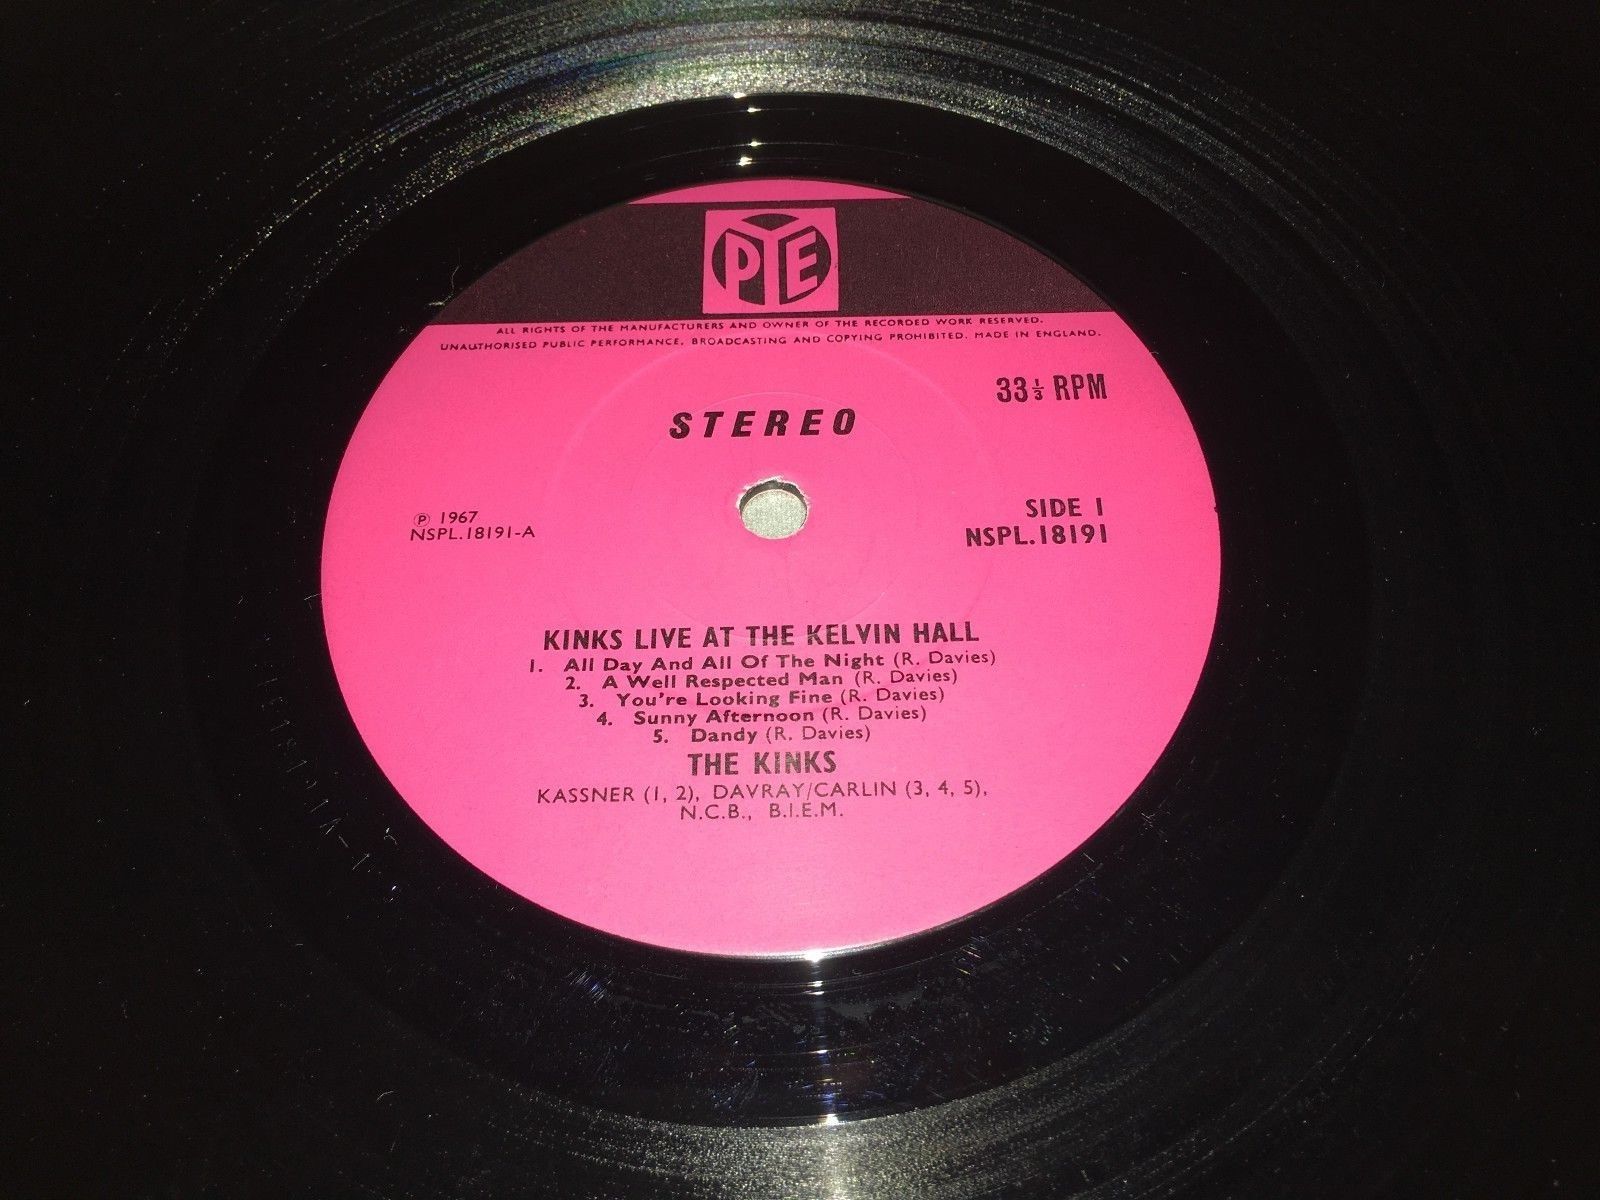 PYE
ALL RIGHTS OF THE MANUFACTURERS AND OWNER OF THE RECORDED WORK RESERVED.
UNAUTHORISED PUBLIC PERFORMANCE, BROADCASTING AND COPYING PROHIBITED. MADE IN ENGLAND.
33⅓ RPM
STEREO
Ⓟ 1967
NSPL.18191-A
SIDE 1
NSPL.18191
KINKS LIVE AT THE KELVIN HALL
1. All Day And All Of The Night (R. Davies)
2. A Well Respected Man (R. Davies)
3. You're Looking Fine (R. Davies)
4. Sunny Afternoon (R. Davies)
5. Dandy (R. Davies)
THE KINKS
KASSNER (1, 2), DAVRAY/CARLIN (3, 4, 5),
N.C.B., B.I.E.M.